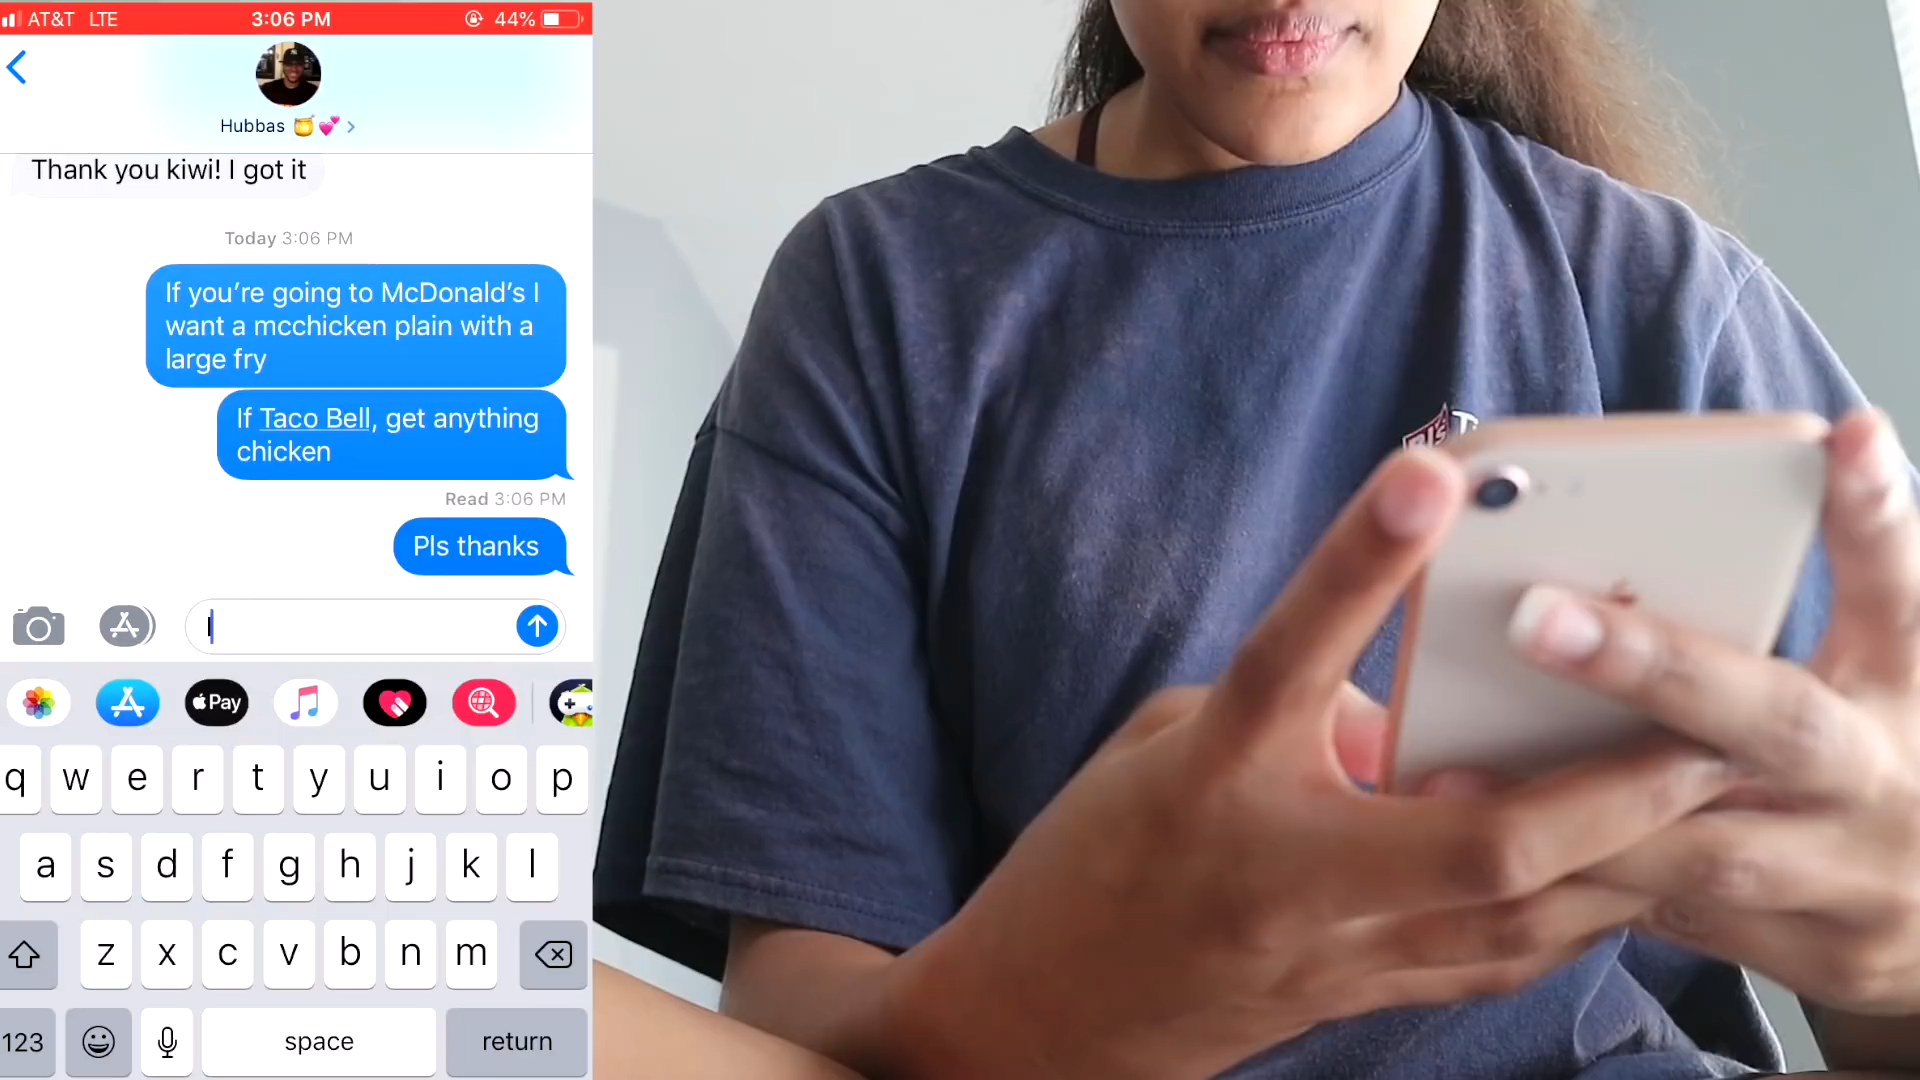 AT&T LTE 3:06 PM 44%
Hubbas
Thank you kiwi! I got it
Today 3:06 PM
If you're going to McDonald's I
want a mcchicken plain with a
large fry
If Taco Bell, get anything
chicken
Read 3:06 PM
Pls thanks
I
Pay
q w e r t y u i o p
a s d f g h j k l
z x c v b n m
123 space return